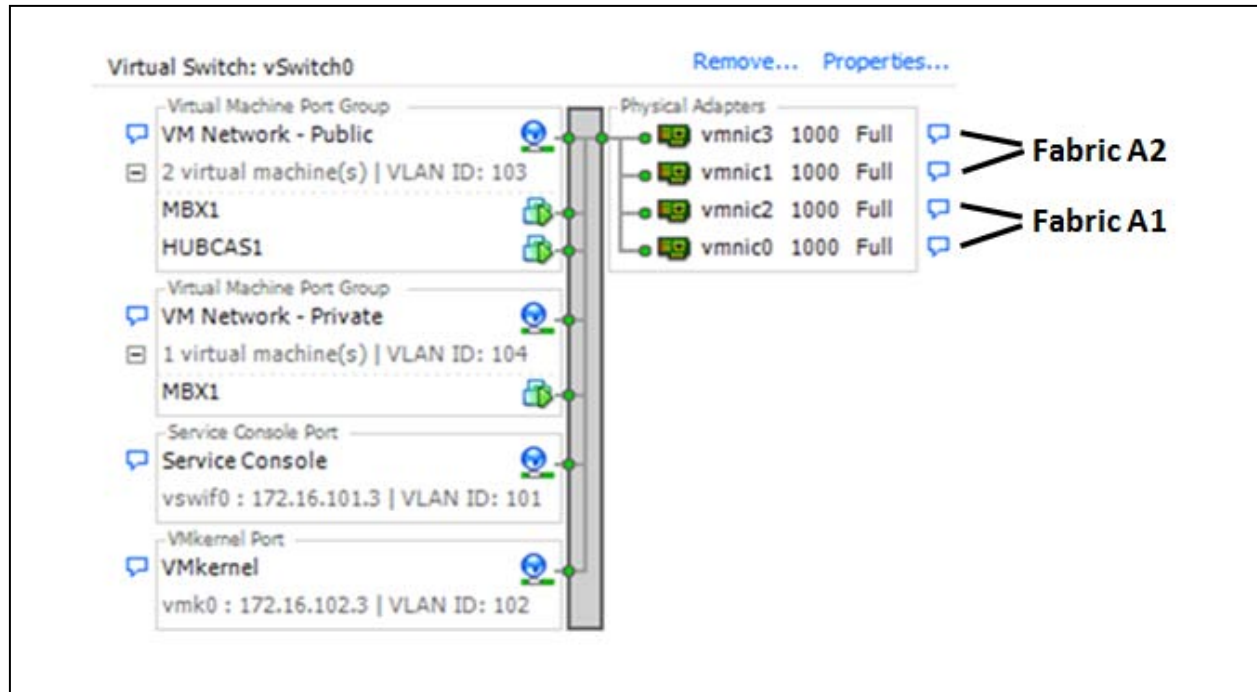 Virtual Switch: vSwitch0 Remove... Properties...
Virtual Machine Port Group
VM Network - Public
2 virtual machine(s) | VLAN ID: 103
MBX1
HUBCAS1
Virtual Machine Port Group
VM Network - Private
1 virtual machine(s) | VLAN ID: 104
MBX1
Service Console Port
Service Console
vswif0 : 172.16.101.3 | VLAN ID: 101
VMkernel Port
VMkernel
vmk0 : 172.16.102.3 | VLAN ID: 102
Physical Adapters
vmnic3 1000 Full
vmnic1 1000 Full
vmnic2 1000 Full
vmnic0 1000 Full
Fabric A2
Fabric A1